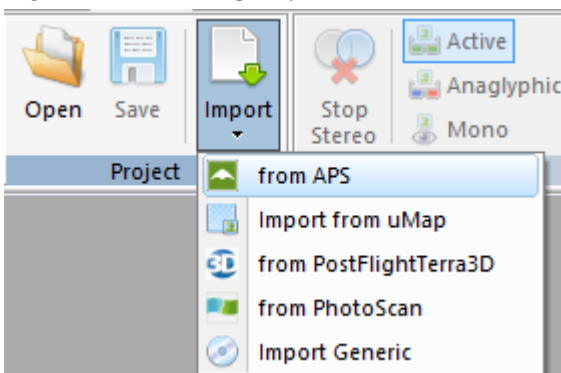 Active
Anaglyphic
Open Save Import Stop Stereo Mono
Project
from APS
Import from uMap
3D from PostFlightTerra3D
from PhotoScan
Import Generic